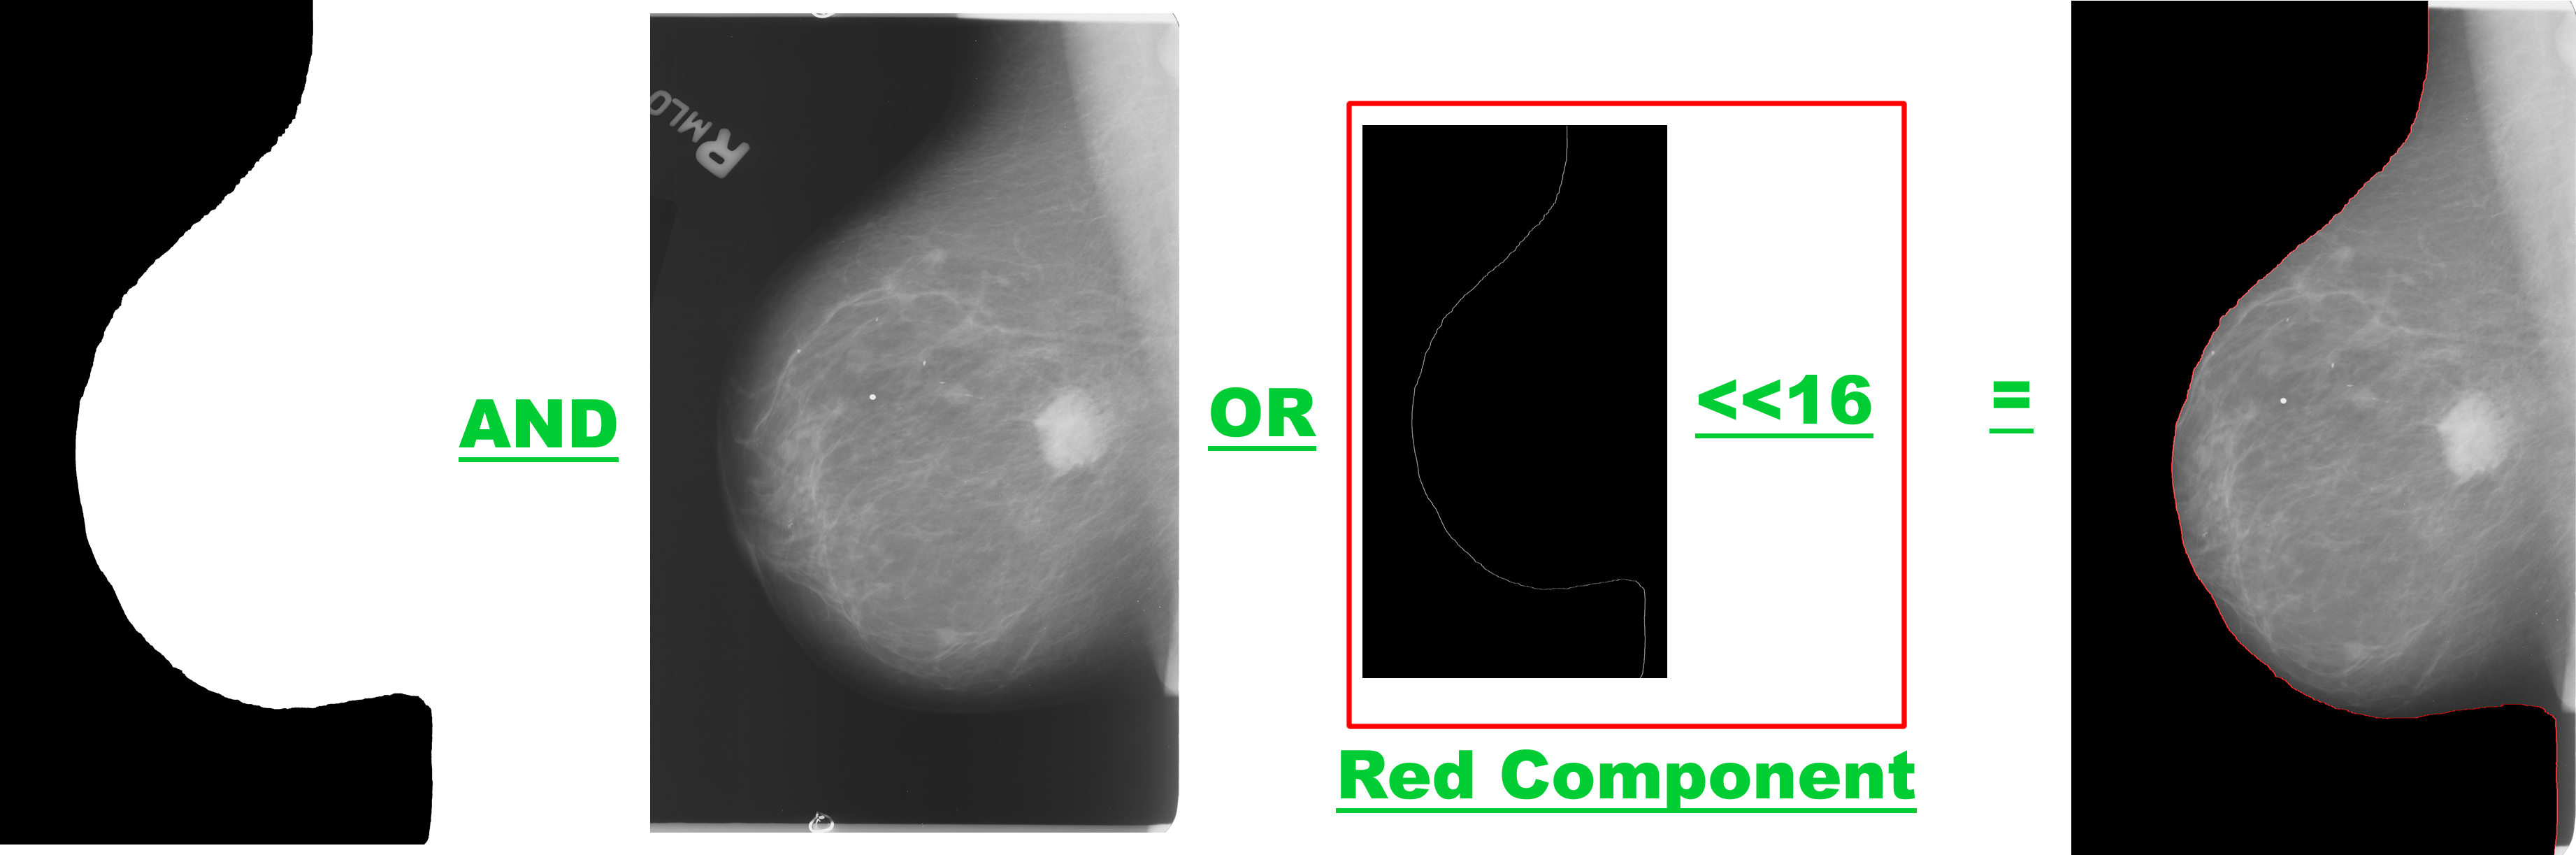 RMLO
AND
OR
<<16
=
Red Component